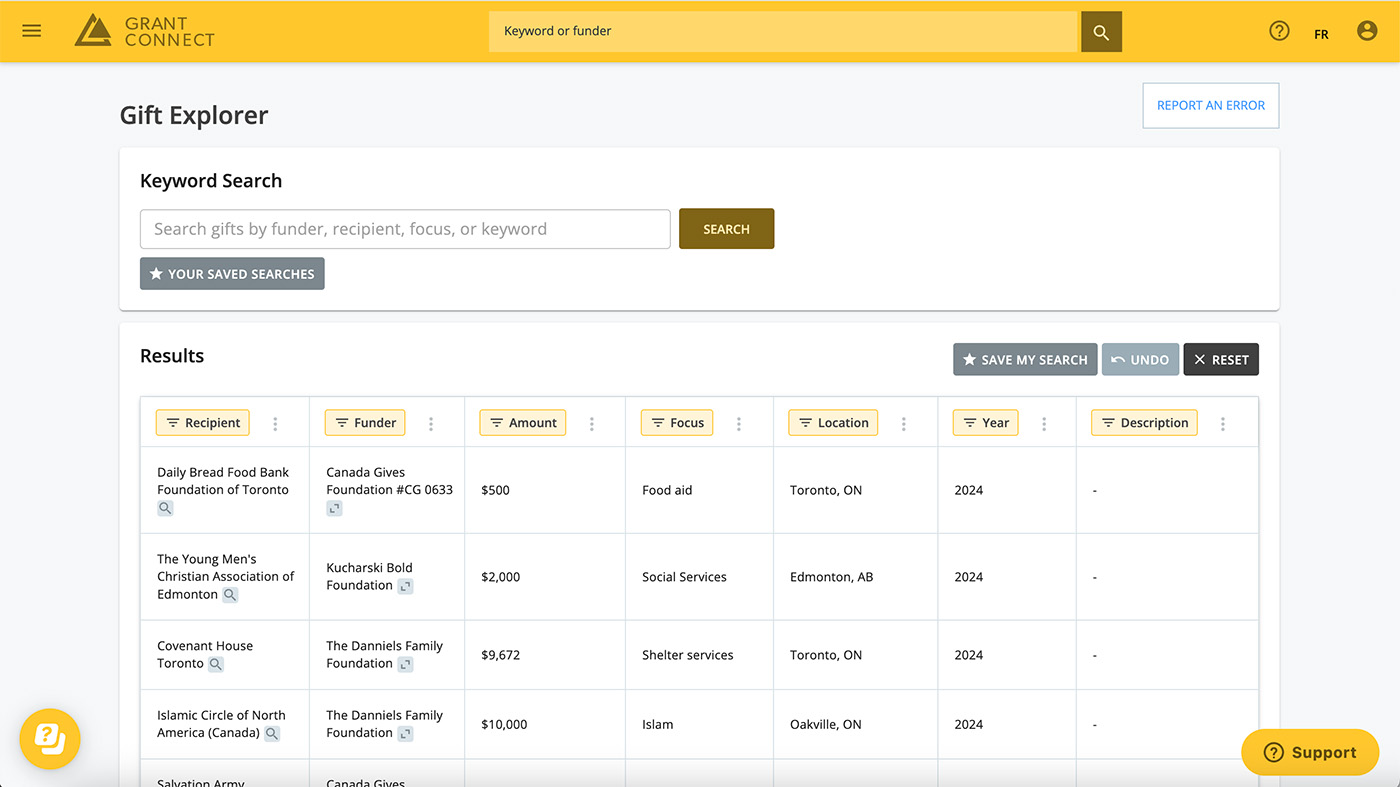 GRANT
CONNECT
Keyword or funder
FR
Gift Explorer
REPORT AN ERROR
Keyword Search
Search gifts by funder, recipient, focus, or keyword
SEARCH
YOUR SAVED SEARCHES
Results
SAVE MY SEARCH
UNDO
RESET
Recipient
Funder
Amount
Focus
Location
Year
Description
Daily Bread Food Bank
Foundation of Toronto
Canada Gives
Foundation #CG 0633
$500
Food aid
Toronto, ON
2024
-
The Young Men's
Christian Association of
Edmonton
Kucharski Bold
Foundation
$2,000
Social Services
Edmonton, AB
2024
-
Covenant House
Toronto
The Danniels Family
Foundation
$9,672
Shelter services
Toronto, ON
2024
-
Islamic Circle of North
America (Canada)
The Danniels Family
Foundation
$10,000
Islam
Oakville, ON
2024
-
Salvation Army
Canada Gives
Support